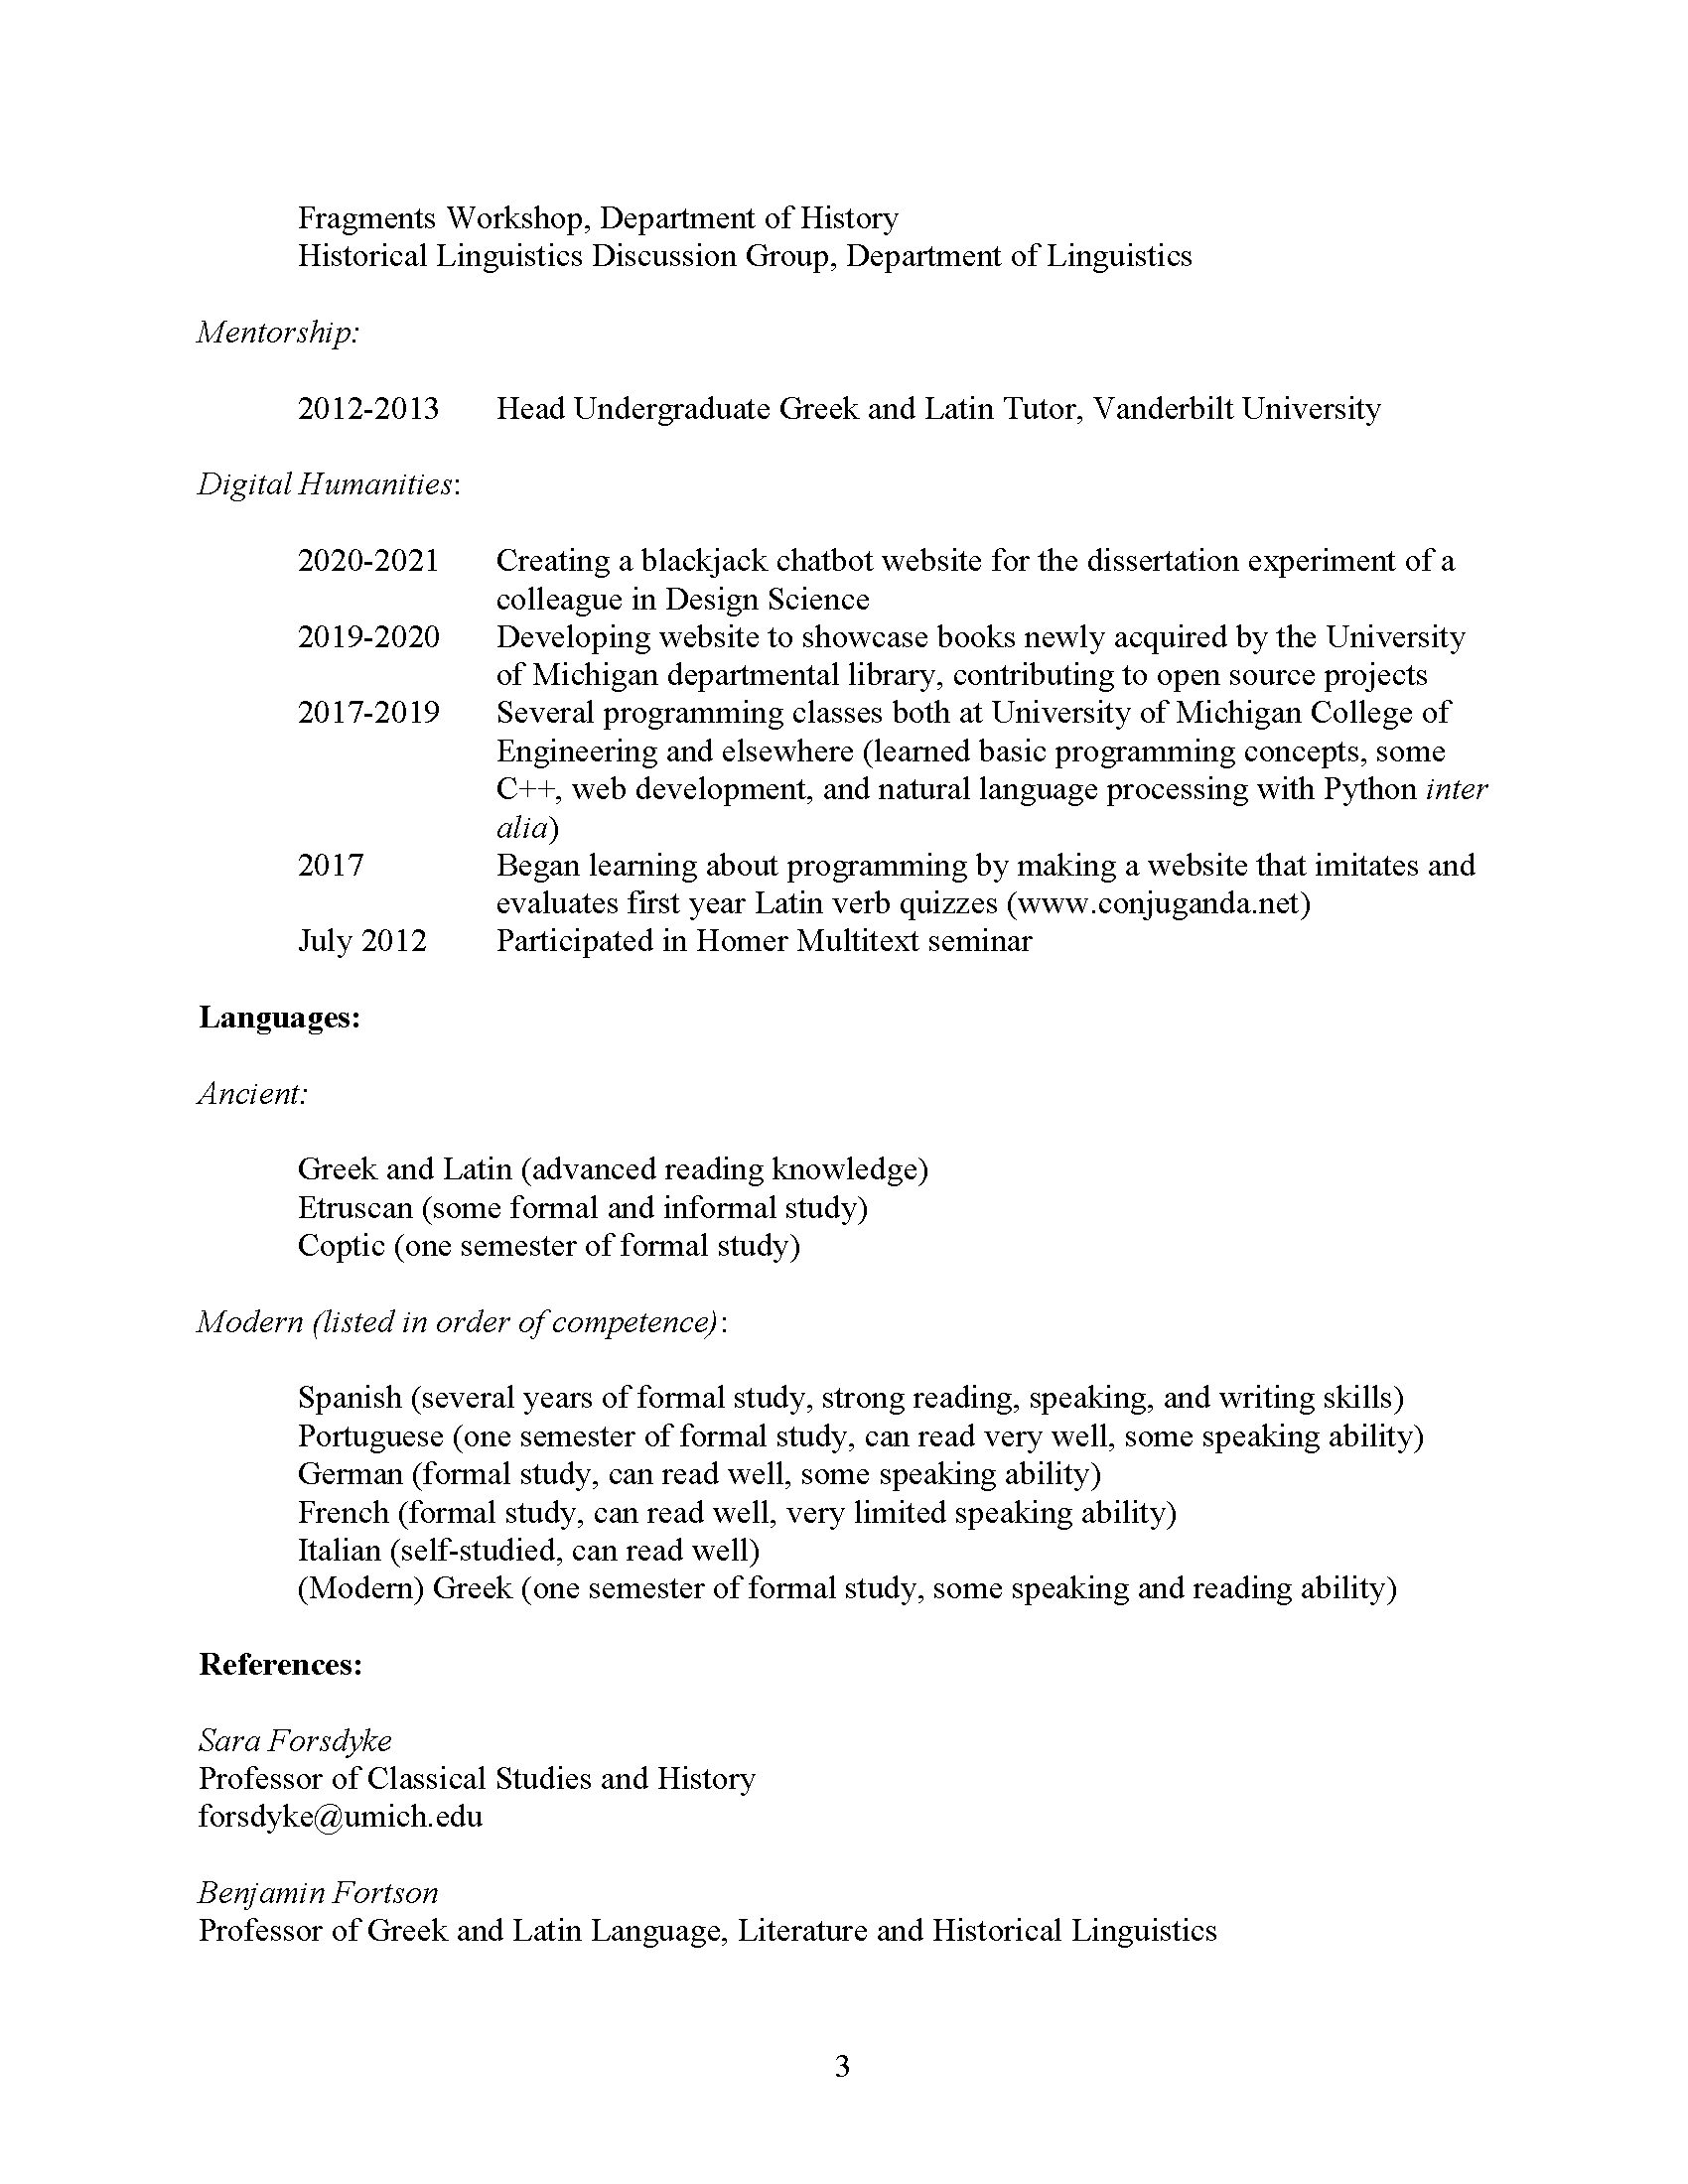 Fragments Workshop, Department of History
Historical Linguistics Discussion Group, Department of Linguistics
Mentorship:
2012-2013 Head Undergraduate Greek and Latin Tutor, Vanderbilt University
Digital Humanities:
2020-2021 Creating a blackjack chatbot website for the dissertation experiment of a
colleague in Design Science
2019-2020 Developing website to showcase books newly acquired by the University
of Michigan departmental library, contributing to open source projects
2017-2019 Several programming classes both at University of Michigan College of
Engineering and elsewhere (learned basic programming concepts, some
C++, web development, and natural language processing with Python inter
alia)
2017 Began learning about programming by making a website that imitates and
evaluates first year Latin verb quizzes (www.conjuganda.net)
July 2012 Participated in Homer Multitext seminar
Languages:
Ancient:
Greek and Latin (advanced reading knowledge)
Etruscan (some formal and informal study)
Coptic (one semester of formal study)
Modern (listed in order of competence):
Spanish (several years of formal study, strong reading, speaking, and writing skills)
Portuguese (one semester of formal study, can read very well, some speaking ability)
German (formal study, can read well, some speaking ability)
French (formal study, can read well, very limited speaking ability)
Italian (self-studied, can read well)
(Modern) Greek (one semester of formal study, some speaking and reading ability)
References:
Sara Forsdyke
Professor of Classical Studies and History
forsdyke@umich.edu
Benjamin Fortson
Professor of Greek and Latin Language, Literature and Historical Linguistics
3